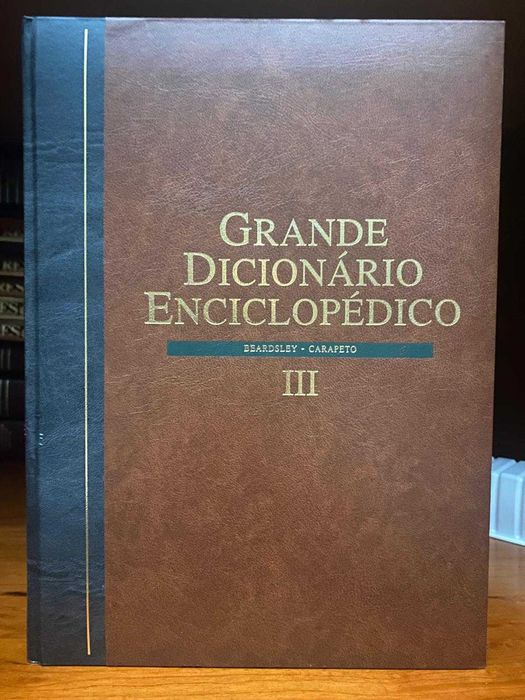 GRANDE
DICIONÁRIO
ENCICLOPÉDICO
BEARDSLEY - CARAPETO
III